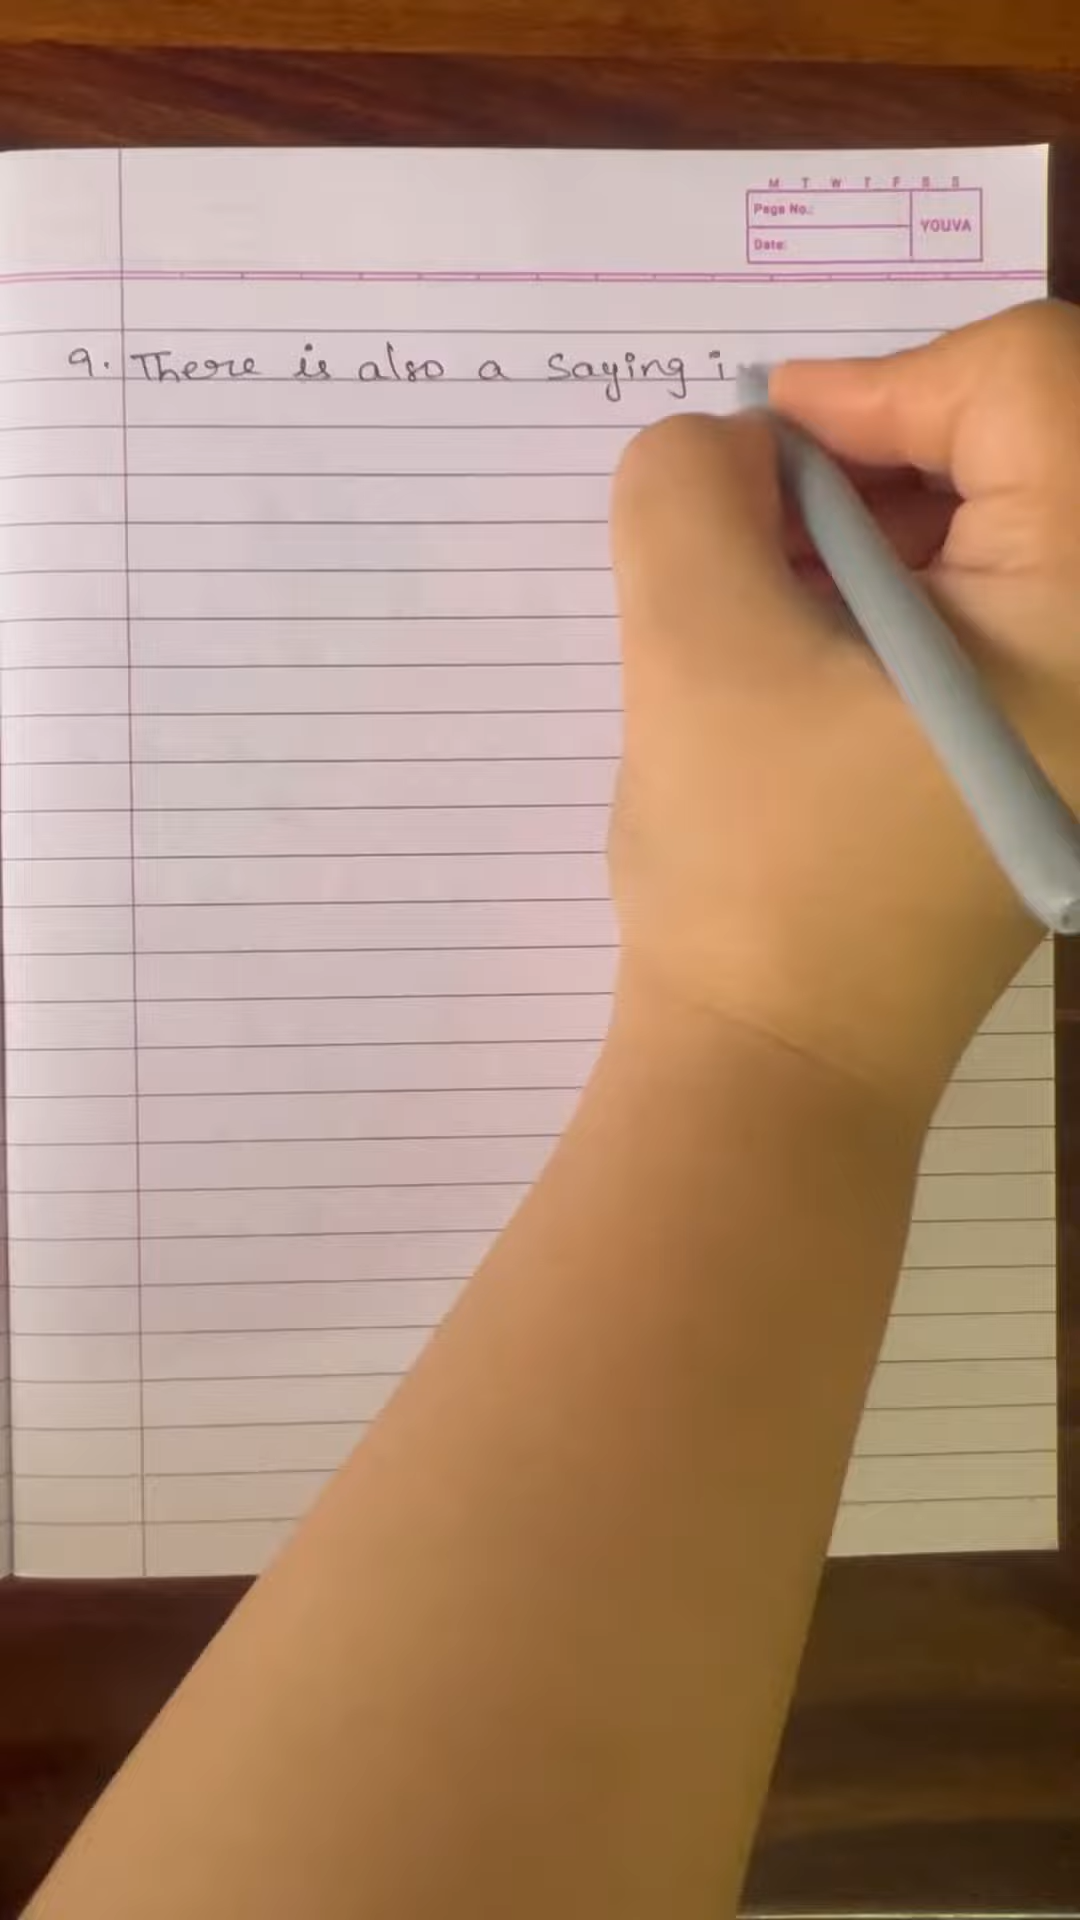 M T W T F S S
Page No.:
YOUVA
Date:
9. There is also a saying i